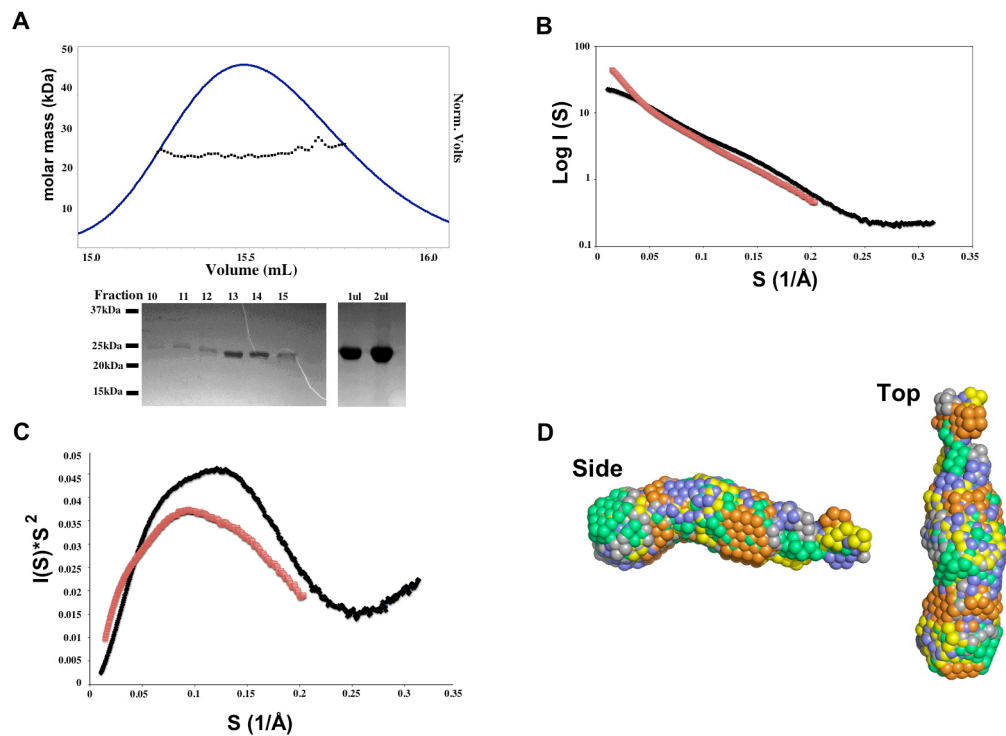 A
50
40
30
20
10
molar mass (kDa)
Norm. Volts
15.0 15.5 16.0
Volume (mL)
Fraction 10 11 12 13 14 15 1ul 2ul
37kDa
25kDa
20kDa
15kDa
B
100
10
1
0.1
Log I (S)
0 0.05 0.1 0.15 0.2 0.25 0.3 0.35
S (1/Å)
C
0.05
0.045
0.04
0.035
0.03
0.025
0.02
0.015
0.01
0.005
0
I(S)*S 2
0 0.05 0.1 0.15 0.2 0.25 0.3 0.35
S (1/Å)
D
Side
Top